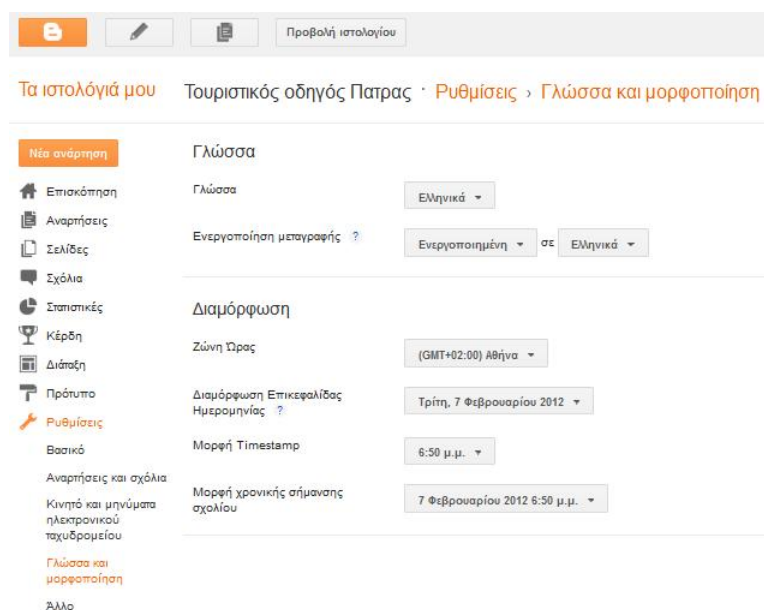 Προβολή ιστολογίου
Τα ιστολόγιά μου
Τουριστικός οδηγός Πατρας · Ρυθμίσεις › Γλώσσα και μορφοποίηση
Νέα ανάρτηση
Επισκόπηση
Αναρτήσεις
Σελίδες
Σχόλια
Στατιστικές
Κέρδη
Διάταξη
Πρότυπο
Ρυθμίσεις
Βασικό
Αναρτήσεις και σχόλια
Κινητό και μηνύματα
ηλεκτρονικού
ταχυδρομείου
Γλώσσα και
μορφοποίηση
Άλλο
Γλώσσα
Γλώσσα
Ελληνικά
Ενεργοποίηση μεταγραφής ?
Ενεργοποιημένη σε Ελληνικά
Διαμόρφωση
Ζώνη Ώρας
(GMT+02:00) Αθήνα
Διαμόρφωση Επικεφαλίδας
Ημερομηνίας ?
Τρίτη, 7 Φεβρουαρίου 2012
Μορφή Timestamp
6:50 μ.μ.
Μορφή χρονικής σήμανσης
σχολίου
7 Φεβρουαρίου 2012 6:50 μ.μ.